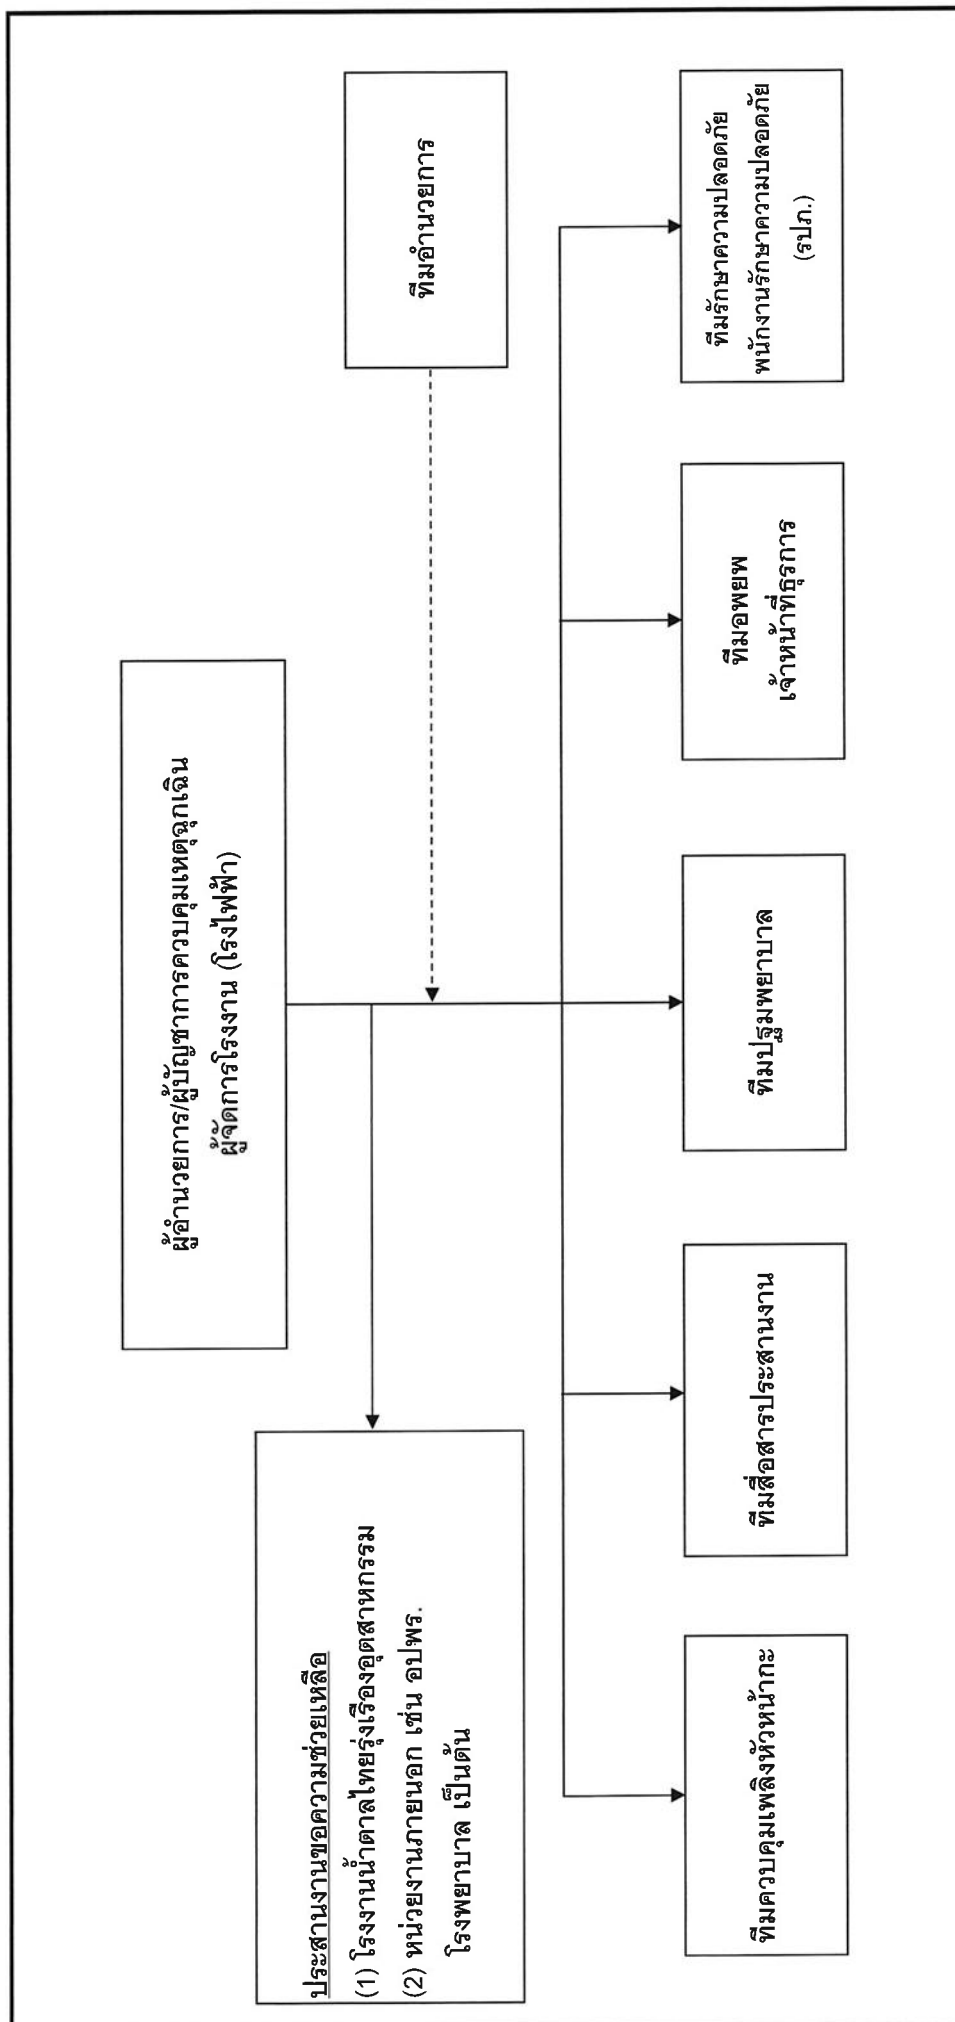 ผู้อำนวยการ/ผู้บัญชาการควบคุมเหตุฉุกเฉิน
ผู้จัดการโรงงาน (โรงไฟฟ้า)
ประสานงานขอความช่วยเหลือ
(1) โรงงานน้ำตาลไทยรุ่งเรืองอุตสาหกรรม
(2) หน่วยงานภายนอก เช่น อปพร.
โรงพยาบาล เป็นต้น
ทีมอำนวยการ
ทีมควบคุมเพลิงหัวหน้ากะ
ทีมสื่อสารประสานงาน
ทีมปฐมพยาบาล
ทีมอพยพ
เจ้าหน้าที่ธุรการ
ทีมรักษาความปลอดภัย
พนักงานรักษาความปลอดภัย
(รปภ.)